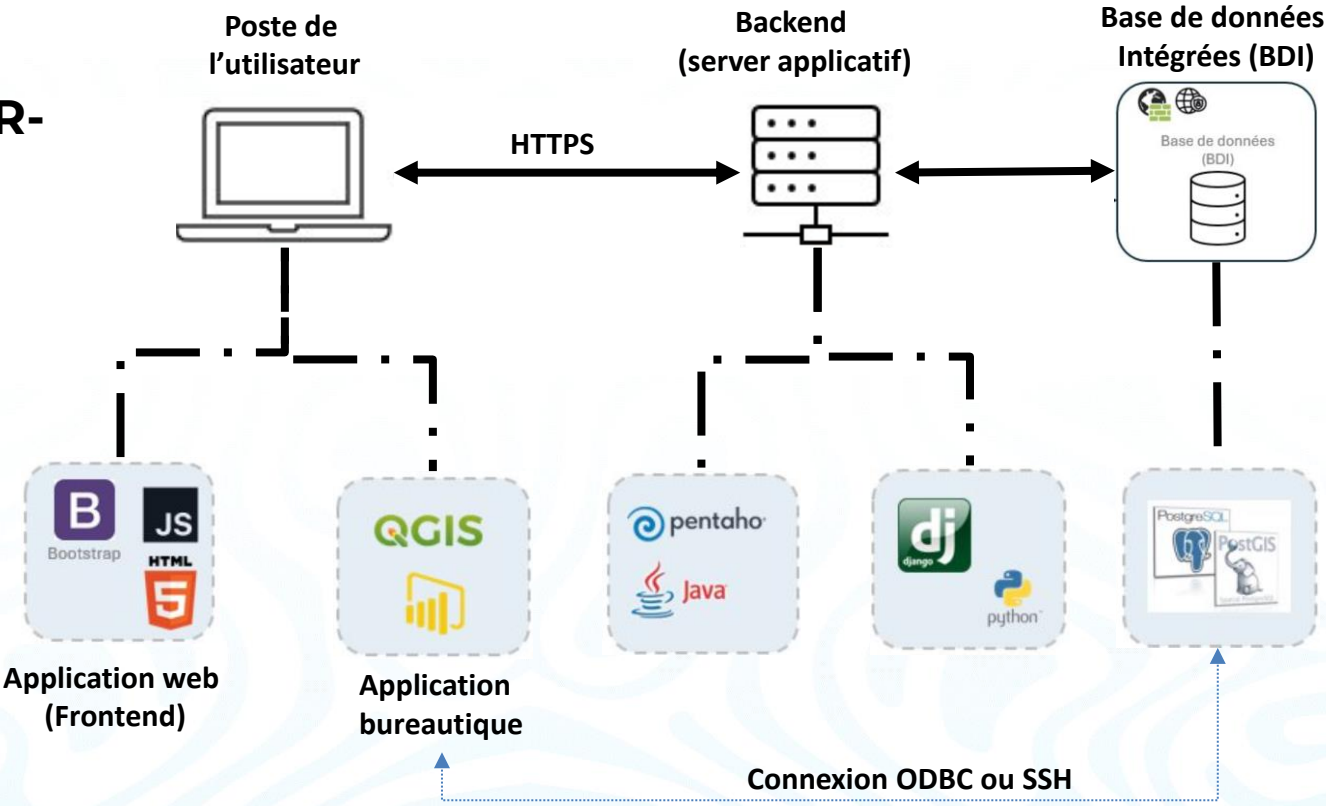 Poste de
l’utilisateur
Backend
(server applicatif)
Base de données
Intégrées (BDI)
R-
HTTPS
Base de données
(BDI)
B
Bootstrap
JS
HTML
5
QGIS
pentaho
Java
dj
django
python
PostgreSQL
PostGIS
Application web
(Frontend)
Application
bureautique
Connexion ODBC ou SSH